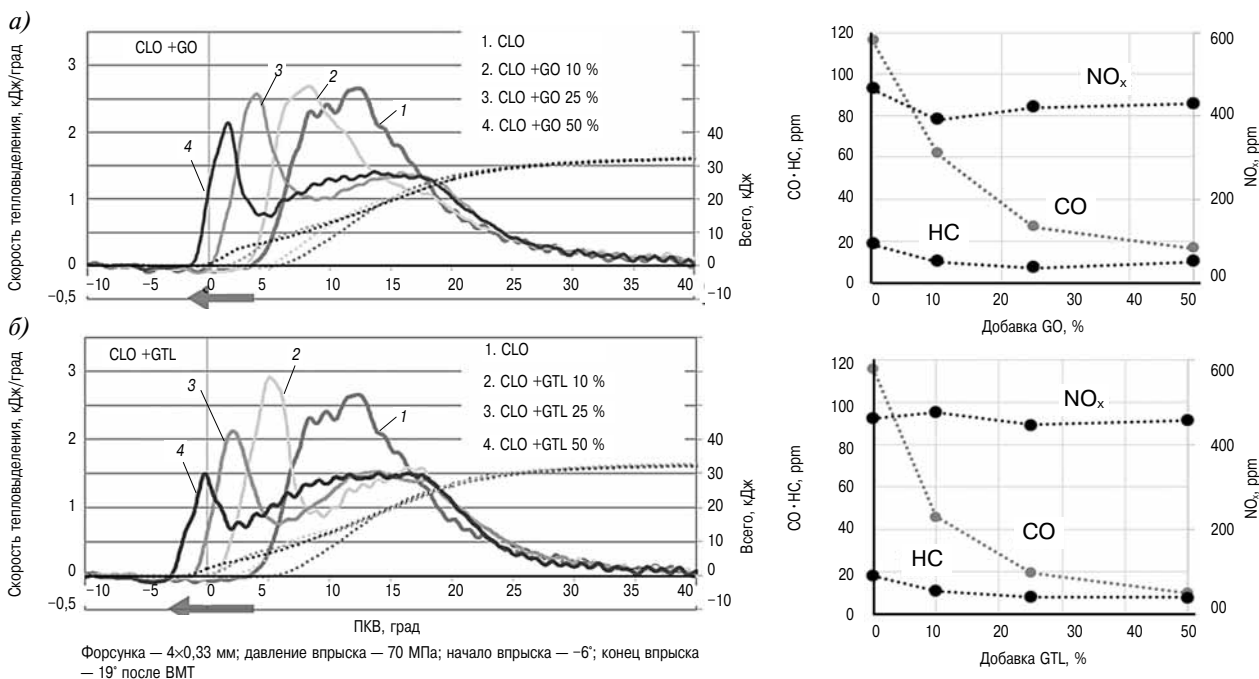 а)
Скорость тепловыделения, кДж/град
CLO +GO
1. CLO
2. CLO +GO 10 %
3. CLO +GO 25 %
4. CLO +GO 50 %
3
2
1
0
−0,5
4
3
2
1
40
30
20
10
0
−10
Всего, кДж
−10
−5
0
5
10
15
20
25
30
35
40
CO·HC, ppm
120
100
80
60
40
20
0
NOx
CO
HC
600
400
200
00
NOx, ppm
0
10
20
30
40
50
Добавка GO, %
б)
Скорость тепловыделения, кДж/град
CLO +GTL
1. CLO
2. CLO +GTL 10 %
3. CLO +GTL 25 %
4. CLO +GTL 50 %
3
2
1
0
−0,5
4
3
2
1
40
30
20
10
0
−10
Всего, кДж
−10
−5
0
5
10
15
20
25
30
35
40
ПКВ, град
CO·HC, ppm
120
100
80
60
40
20
0
NOx
CO
HC
600
400
200
00
NOx, ppm
0
10
20
30
40
50
Добавка GTL, %
Форсунка — 4×0,33 мм; давление впрыска — 70 МПа; начало впрыска — −6°; конец впрыска
— 19° после ВМТ